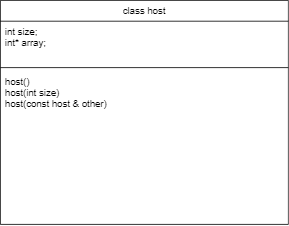 class host
int size;
int* array;
host()
host(int size)
host(const host & other)